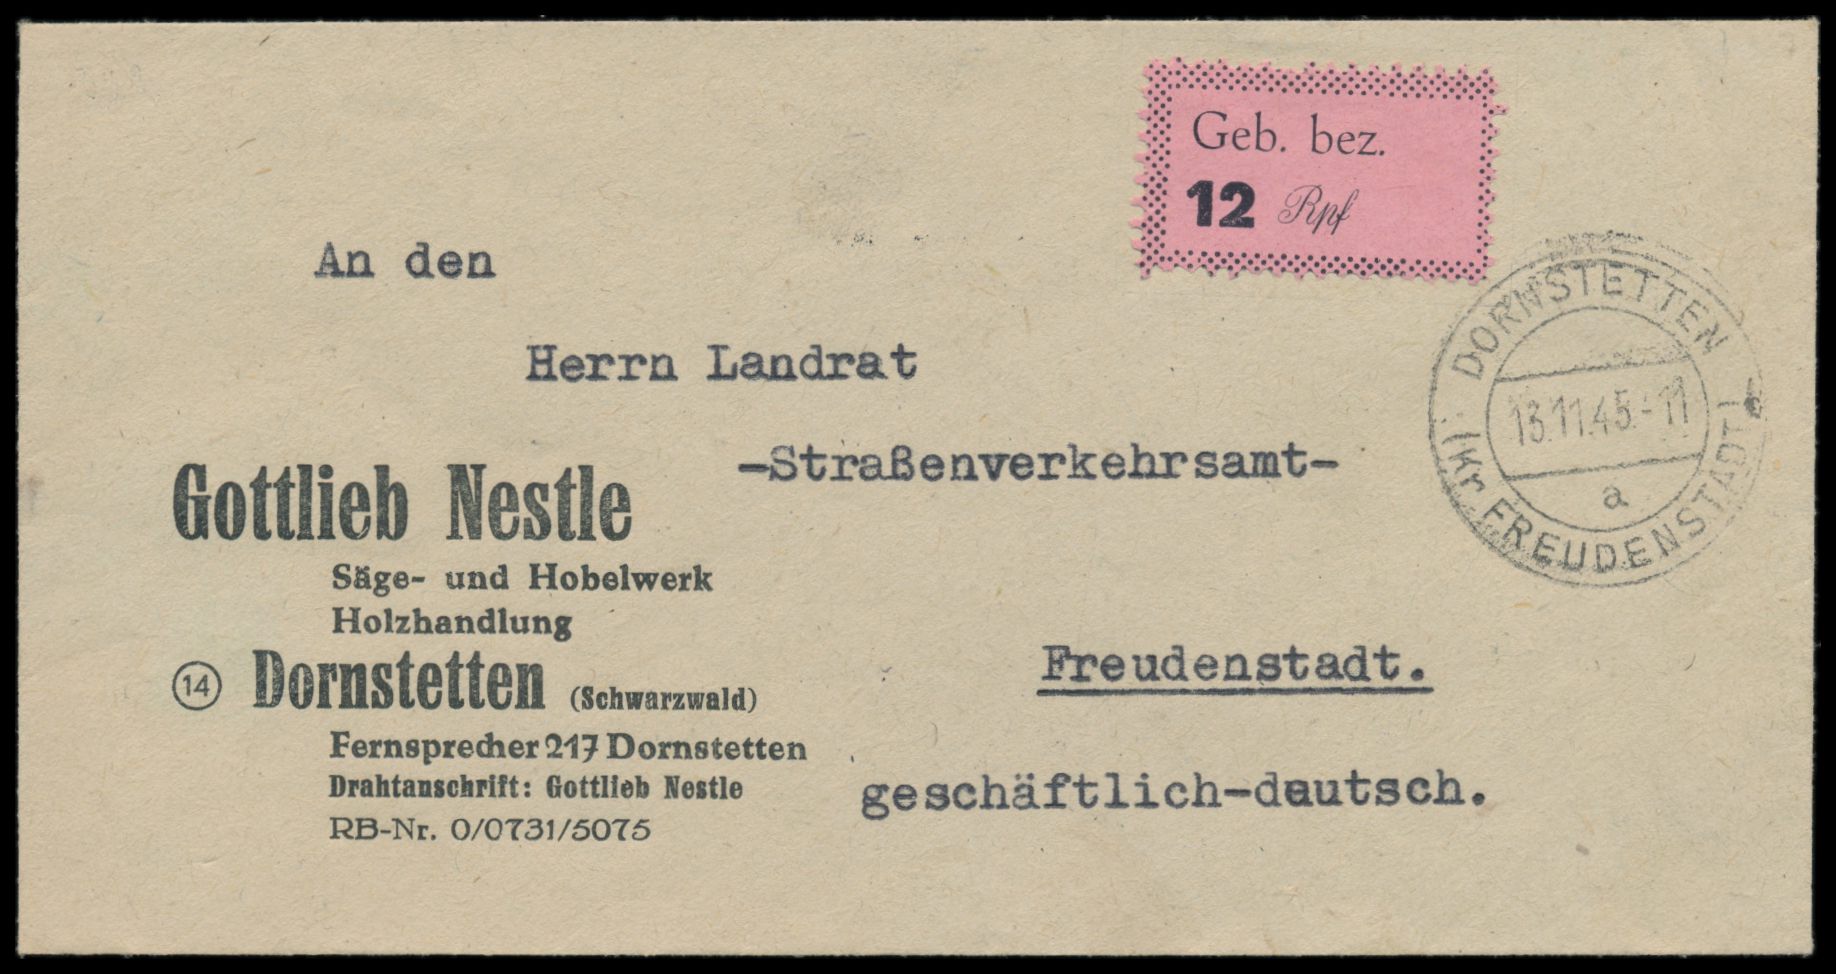 Geb. bez.
12 Rpf
An den
Herrn Landrat
-Straßenverkehrsamt-
Freudenstadt.
geschäftlich-deutsch.
DORNSTETTEN
13.11.45.-11
a
(Kr. FREUDENSTADT)
Gottlieb Nestle
Säge- und Hobelwerk
Holzhandlung
14 Dornstetten (Schwarzwald)
Fernsprecher 217 Dornstetten
Drahtanschrift: Gottlieb Nestle
RB-Nr. 0/0731/5075